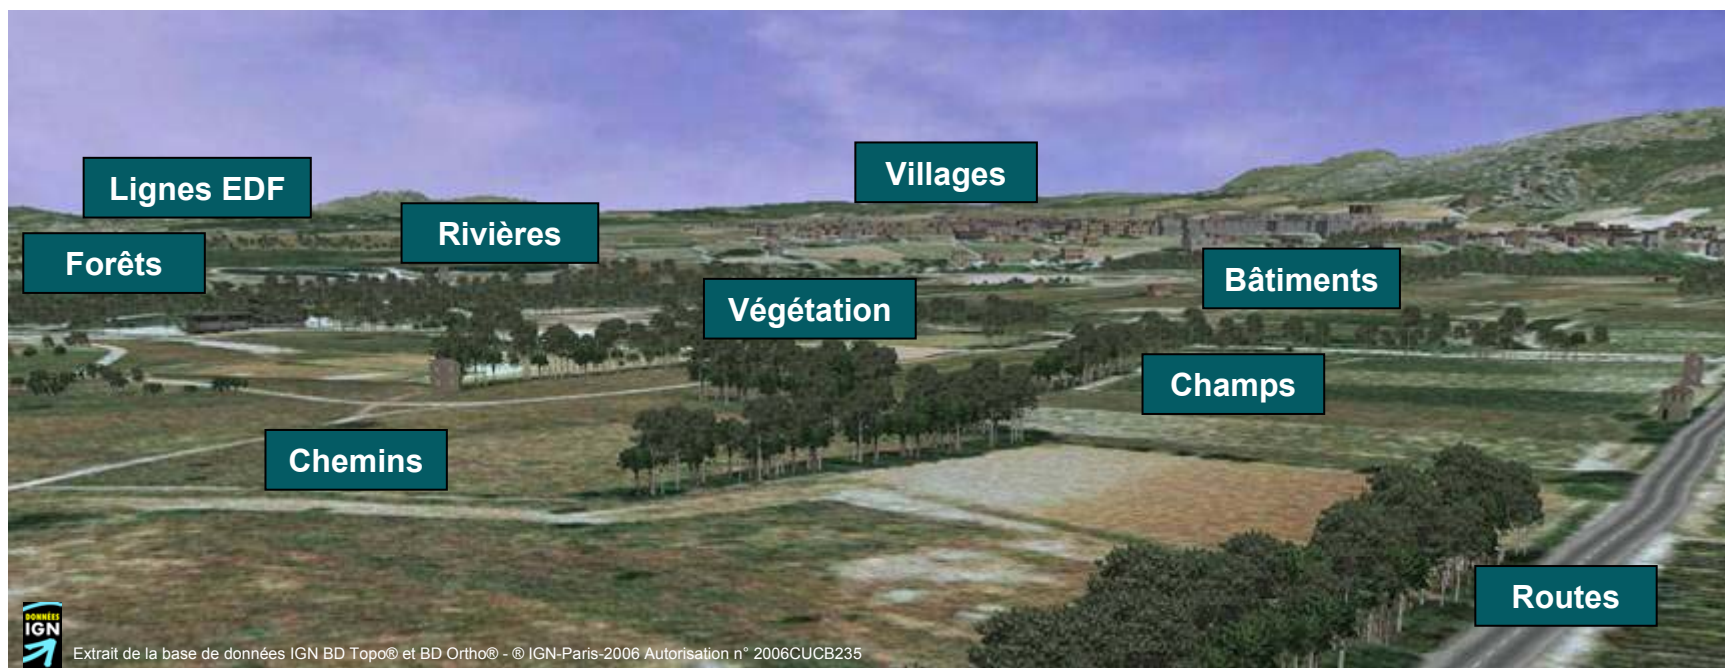 Villages
Lignes EDF
Rivières
Forêts
Bâtiments
Végétation
Champs
Chemins
Routes
DONNÉES
IGN
Extrait de la base de données IGN BD Topo® et BD Ortho® - ® IGN-Paris-2006 Autorisation n° 2006CUCB235